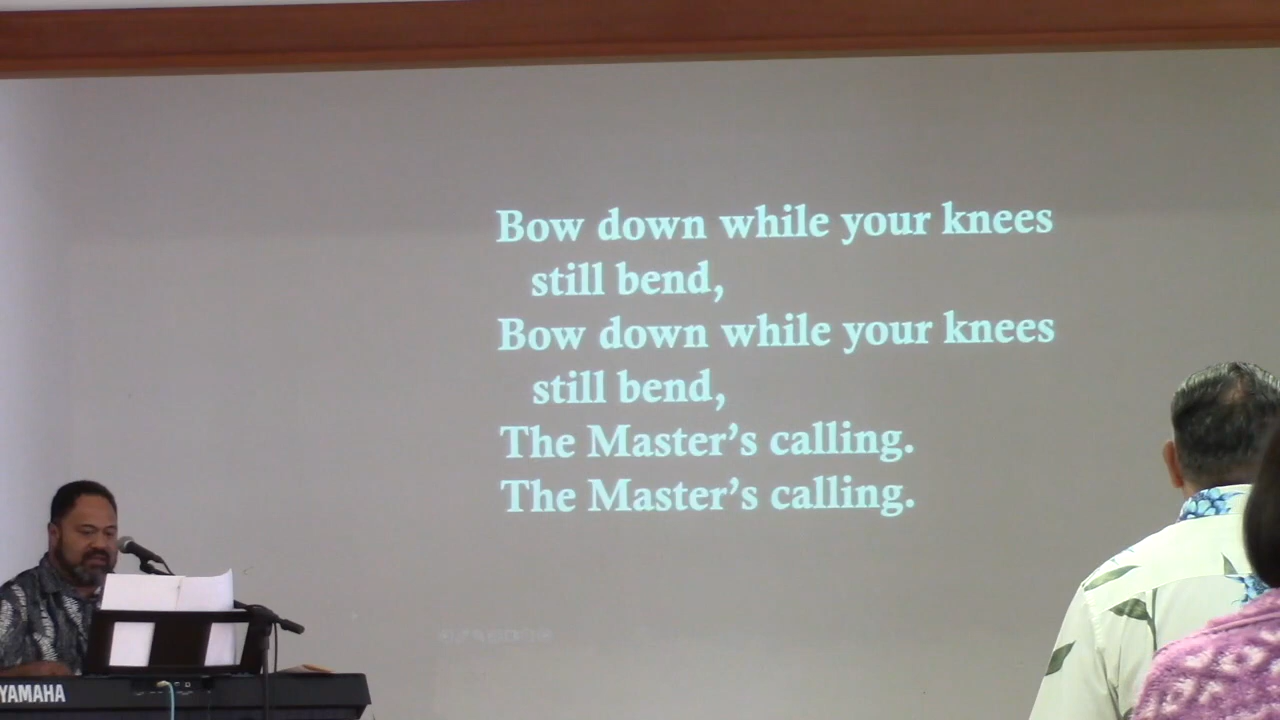 Bow down while your knees
still bend,
Bow down while your knees
still bend,
The Master's calling.
The Master's calling.
YAMAHA